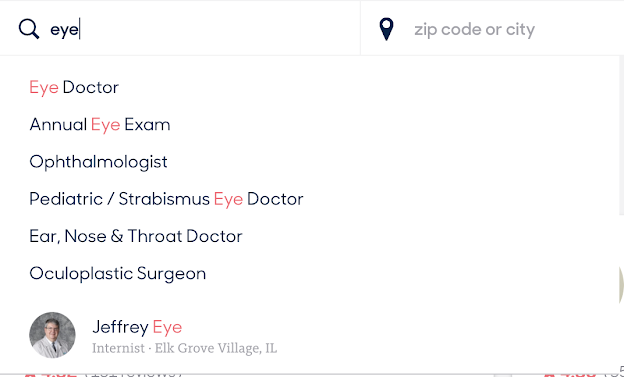 eye
zip code or city
Eye Doctor
Annual Eye Exam
Ophthalmologist
Pediatric / Strabismus Eye Doctor
Ear, Nose & Throat Doctor
Oculoplastic Surgeon
Jeffrey Eye
Internist · Elk Grove Village, IL